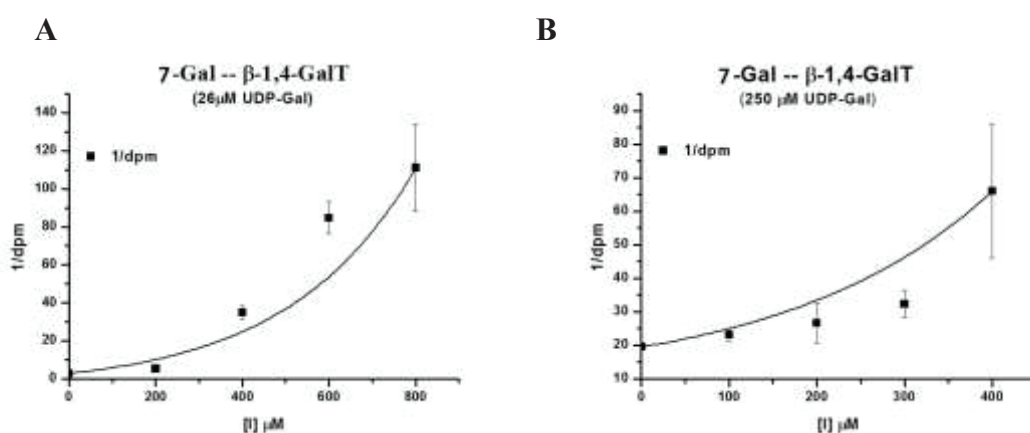 A
7-Gal -- β-1,4-GalT
(26μM UDP-Gal)
140
120
100
80
60
40
20
0
1/dpm
1/dpm
0
200
400
600
800
[I] μM
B
7-Gal -- β-1,4-GalT
(250 μM UDP-Gal)
95
90
80
70
60
50
40
30
20
10
1/dpm
1/dpm
0
100
200
300
400
[I] μM